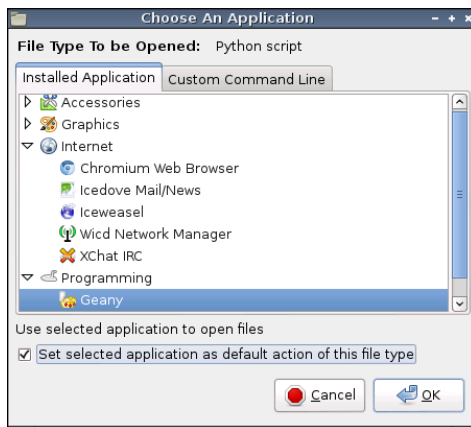 Choose An Application
File Type To be Opened: Python script
Installed Application Custom Command Line
Accessories
Graphics
Internet
Chromium Web Browser
Icedove Mail/News
Iceweasel
Wicd Network Manager
XChat IRC
Programming
Geany
Use selected application to open files
Set selected application as default action of this file type
Cancel OK